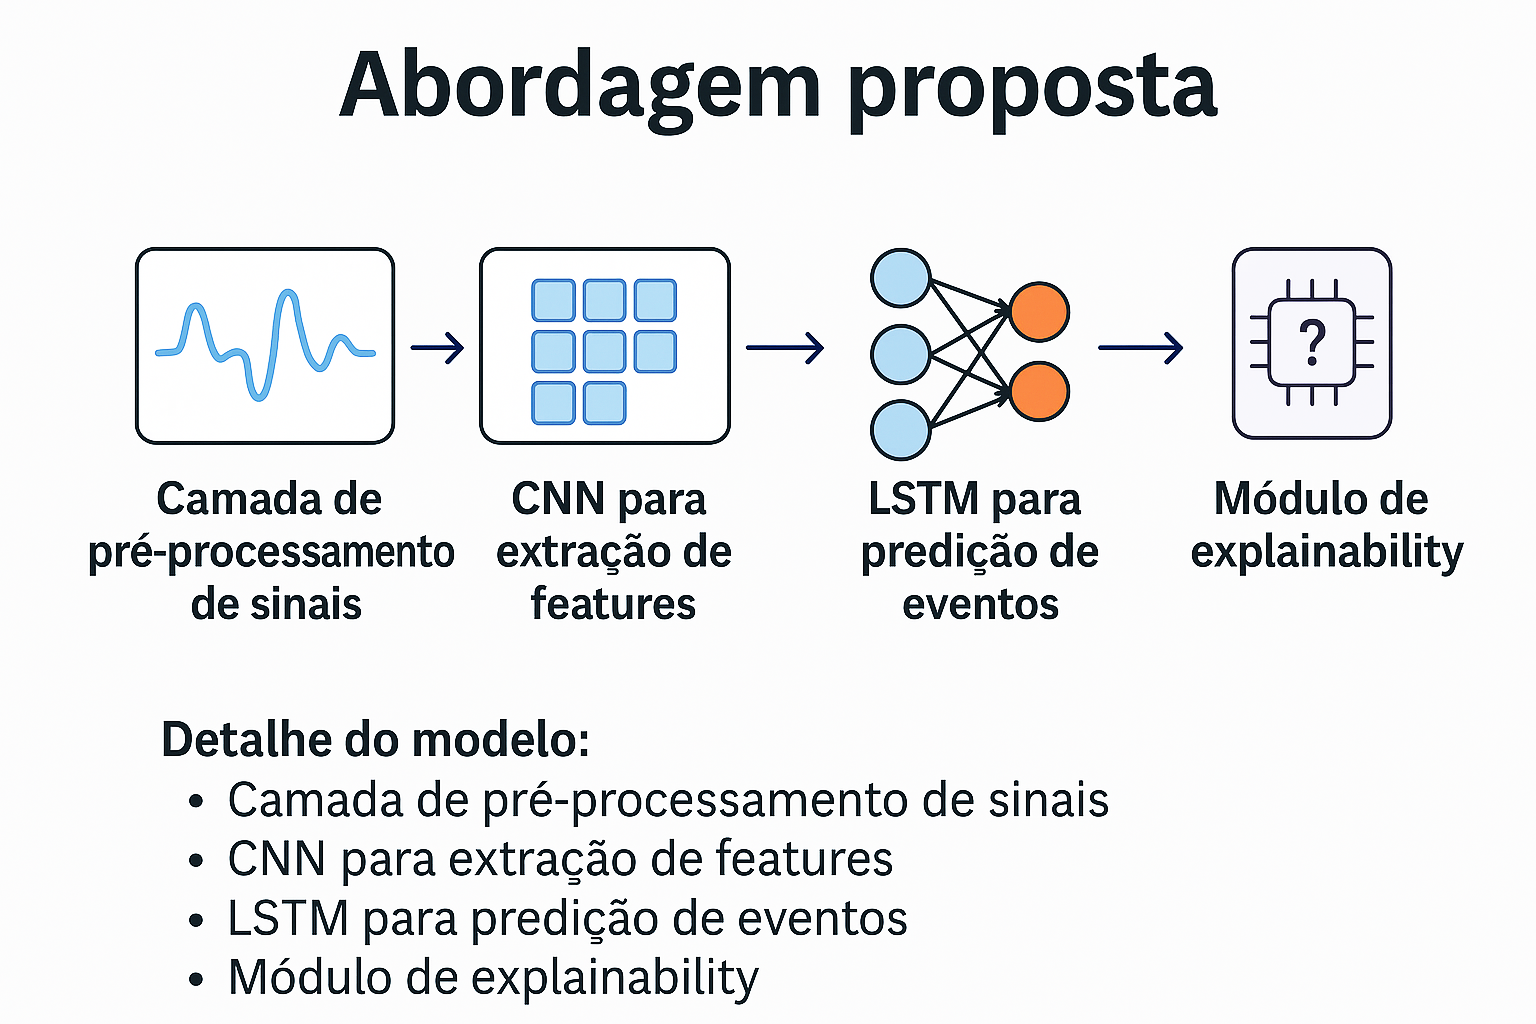 Abordagem proposta
?
Camada de
pré-processamento
de sinais
CNN para
extração de
features
LSTM para
predição de
eventos
Módulo de
explainability
Detalhe do modelo:
• Camada de pré-processamento de sinais
• CNN para extração de features
• LSTM para predição de eventos
• Módulo de explainability